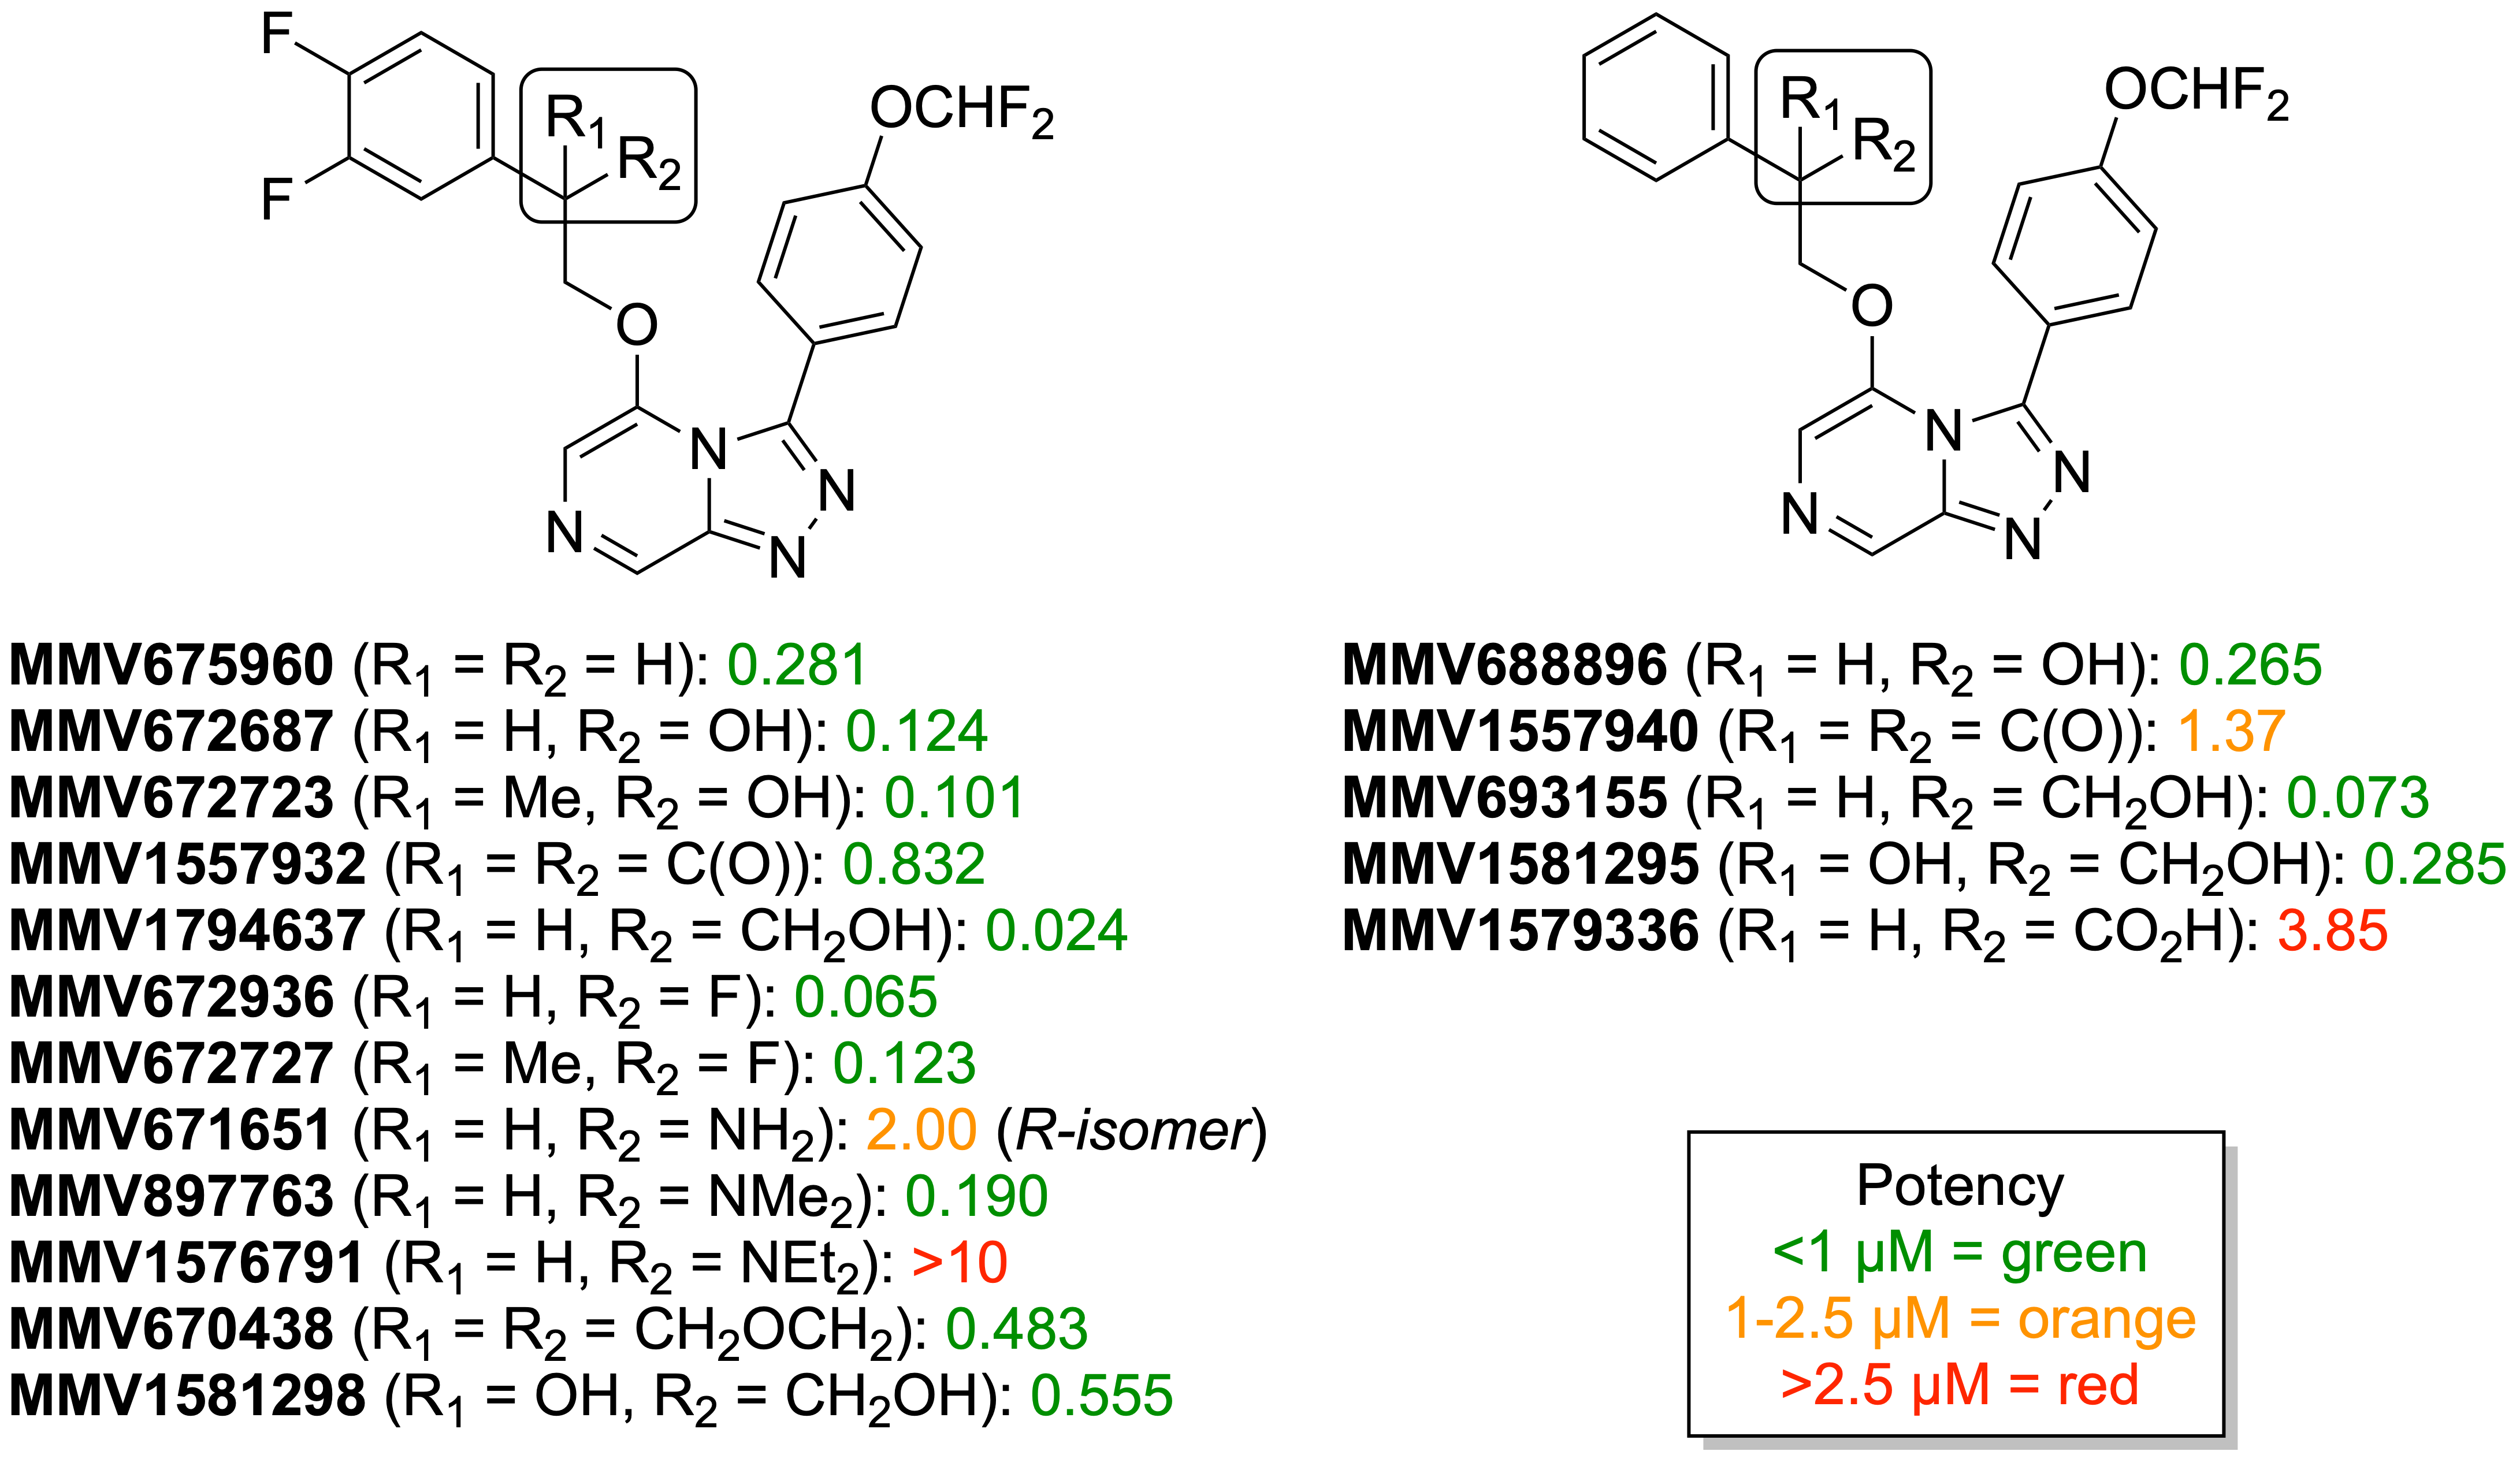 F
F
R1
R2
OCHF2
O
N
N
N
N
R1
R2
OCHF2
O
N
N
N
N
MMV675960 (R1 = R2 = H): 0.281
MMV672687 (R1 = H, R2 = OH): 0.124
MMV672723 (R1 = Me, R2 = OH): 0.101
MMV1557932 (R1 = R2 = C(O)): 0.832
MMV1794637 (R1 = H, R2 = CH2OH): 0.024
MMV672936 (R1 = H, R2 = F): 0.065
MMV672727 (R1 = Me, R2 = F): 0.123
MMV671651 (R1 = H, R2 = NH2): 2.00 (R-isomer)
MMV897763 (R1 = H, R2 = NMe2): 0.190
MMV1576791 (R1 = H, R2 = NEt2): >10
MMV670438 (R1 = R2 = CH2OCH2): 0.483
MMV1581298 (R1 = OH, R2 = CH2OH): 0.555
MMV688896 (R1 = H, R2 = OH): 0.265
MMV1557940 (R1 = R2 = C(O)): 1.37
MMV693155 (R1 = H, R2 = CH2OH): 0.073
MMV1581295 (R1 = OH, R2 = CH2OH): 0.285
MMV1579336 (R1 = H, R2 = CO2H): 3.85
Potency
<1 µM = green
1-2.5 µM = orange
>2.5 µM = red